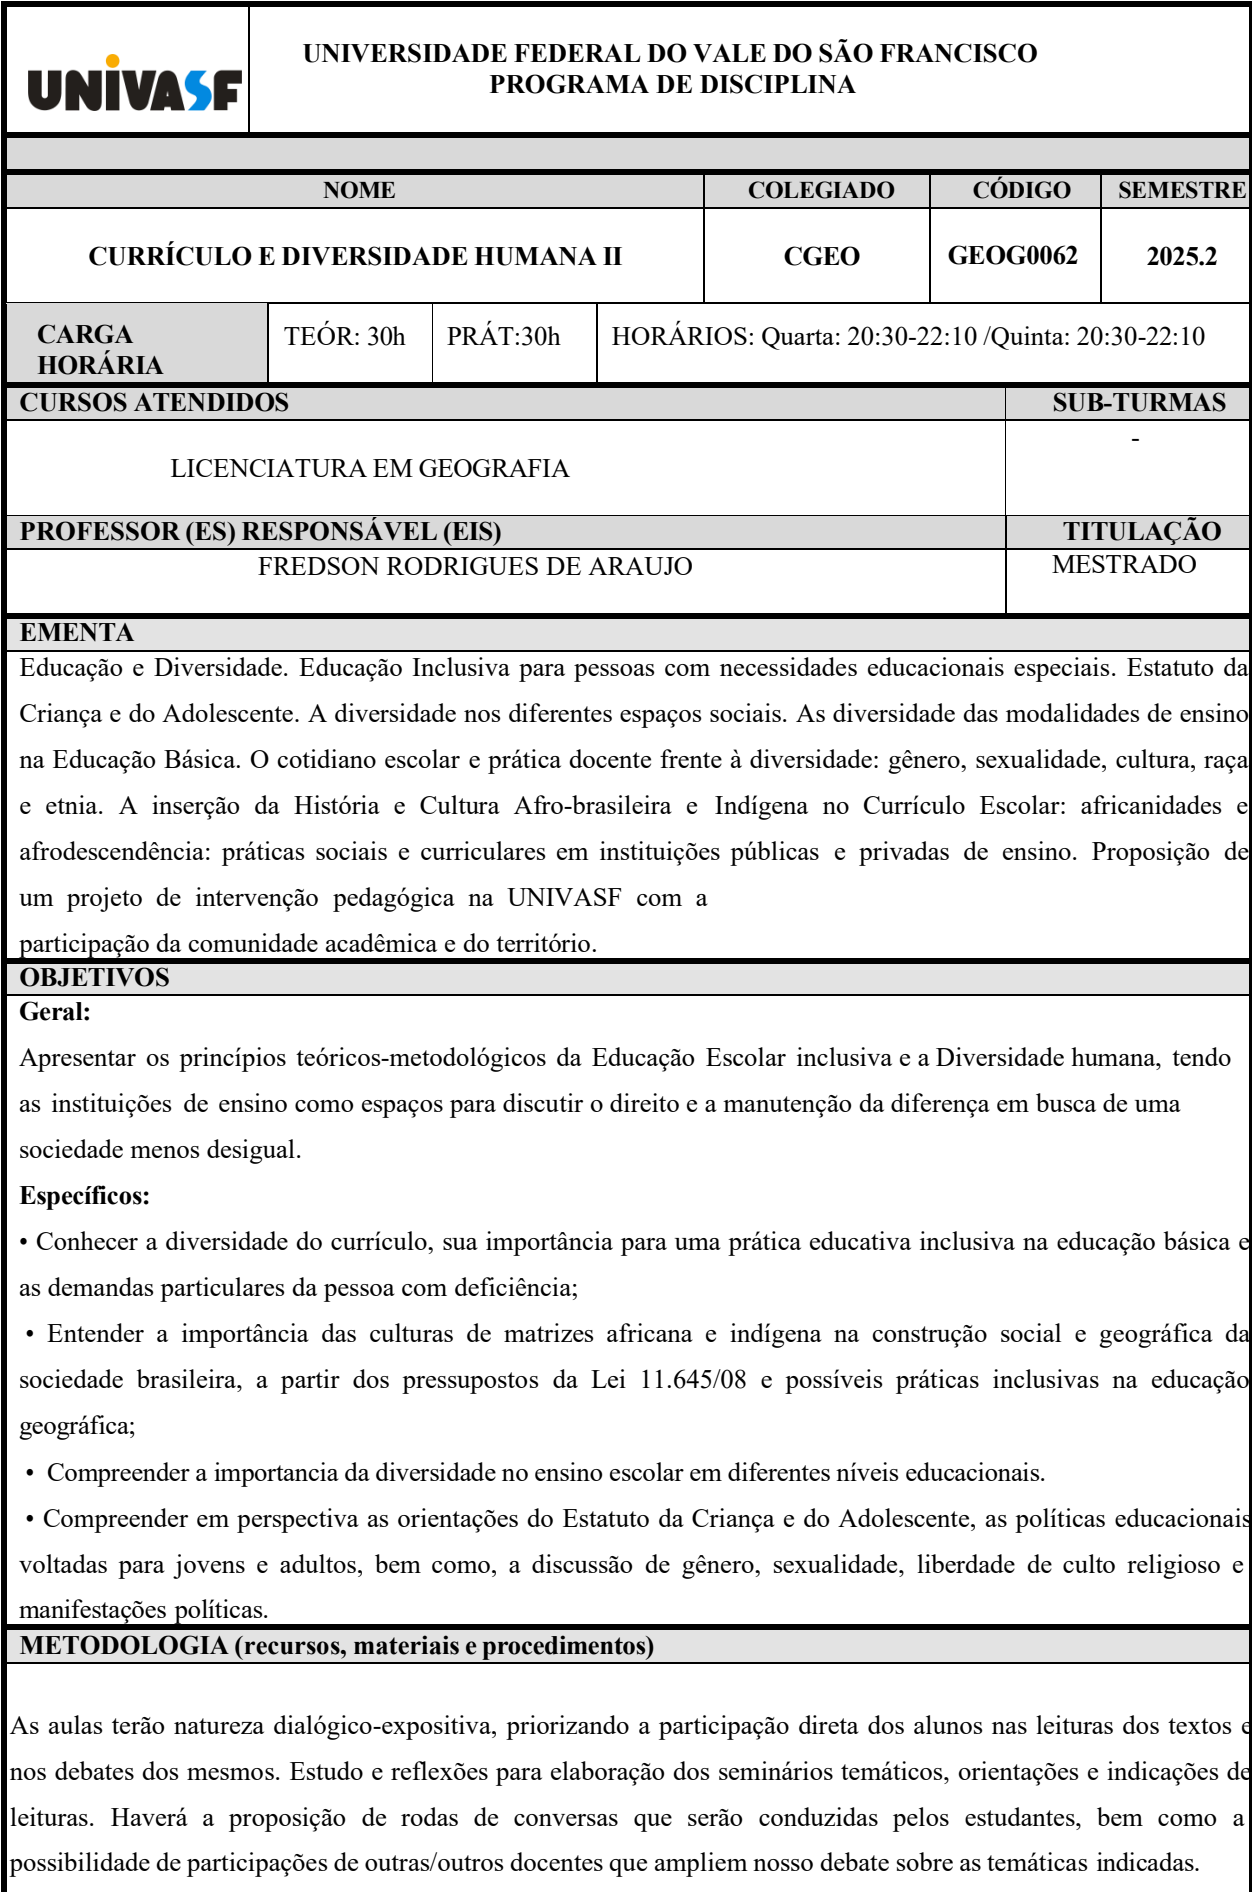 UNIVASF
UNIVERSIDADE FEDERAL DO VALE DO SÃO FRANCISCO
PROGRAMA DE DISCIPLINA
NOME COLEGIADO CÓDIGO SEMESTRE
CURRÍCULO E DIVERSIDADE HUMANA II CGEO GEOG0062 2025.2
CARGA HORÁRIA TEÓR: 30h PRÁT:30h HORÁRIOS: Quarta: 20:30-22:10 /Quinta: 20:30-22:10
CURSOS ATENDIDOS SUB-TURMAS
LICENCIATURA EM GEOGRAFIA -
PROFESSOR (ES) RESPONSÁVEL (EIS) TITULAÇÃO
FREDSON RODRIGUES DE ARAUJO MESTRADO
EMENTA
Educação e Diversidade. Educação Inclusiva para pessoas com necessidades educacionais especiais. Estatuto da
Criança e do Adolescente. A diversidade nos diferentes espaços sociais. As diversidade das modalidades de ensino
na Educação Básica. O cotidiano escolar e prática docente frente à diversidade: gênero, sexualidade, cultura, raça
e etnia. A inserção da História e Cultura Afro-brasileira e Indígena no Currículo Escolar: africanidades e
afrodescendência: práticas sociais e curriculares em instituições públicas e privadas de ensino. Proposição de
um projeto de intervenção pedagógica na UNIVASF com a
participação da comunidade acadêmica e do território.
OBJETIVOS
Geral:
Apresentar os princípios teóricos-metodológicos da Educação Escolar inclusiva e a Diversidade humana, tendo
as instituições de ensino como espaços para discutir o direito e a manutenção da diferença em busca de uma
sociedade menos desigual.
Específicos:
• Conhecer a diversidade do currículo, sua importância para uma prática educativa inclusiva na educação básica e
as demandas particulares da pessoa com deficiência;
• Entender a importância das culturas de matrizes africana e indígena na construção social e geográfica da
sociedade brasileira, a partir dos pressupostos da Lei 11.645/08 e possíveis práticas inclusivas na educação
geográfica;
• Compreender a importancia da diversidade no ensino escolar em diferentes níveis educacionais.
• Compreender em perspectiva as orientações do Estatuto da Criança e do Adolescente, as políticas educacionais
voltadas para jovens e adultos, bem como, a discussão de gênero, sexualidade, liberdade de culto religioso e
manifestações políticas.
METODOLOGIA (recursos, materiais e procedimentos)
As aulas terão natureza dialógico-expositiva, priorizando a participação direta dos alunos nas leituras dos textos e
nos debates dos mesmos. Estudo e reflexões para elaboração dos seminários temáticos, orientações e indicações de
leituras. Haverá a proposição de rodas de conversas que serão conduzidas pelos estudantes, bem como a
possibilidade de participações de outras/outros docentes que ampliem nosso debate sobre as temáticas indicadas.